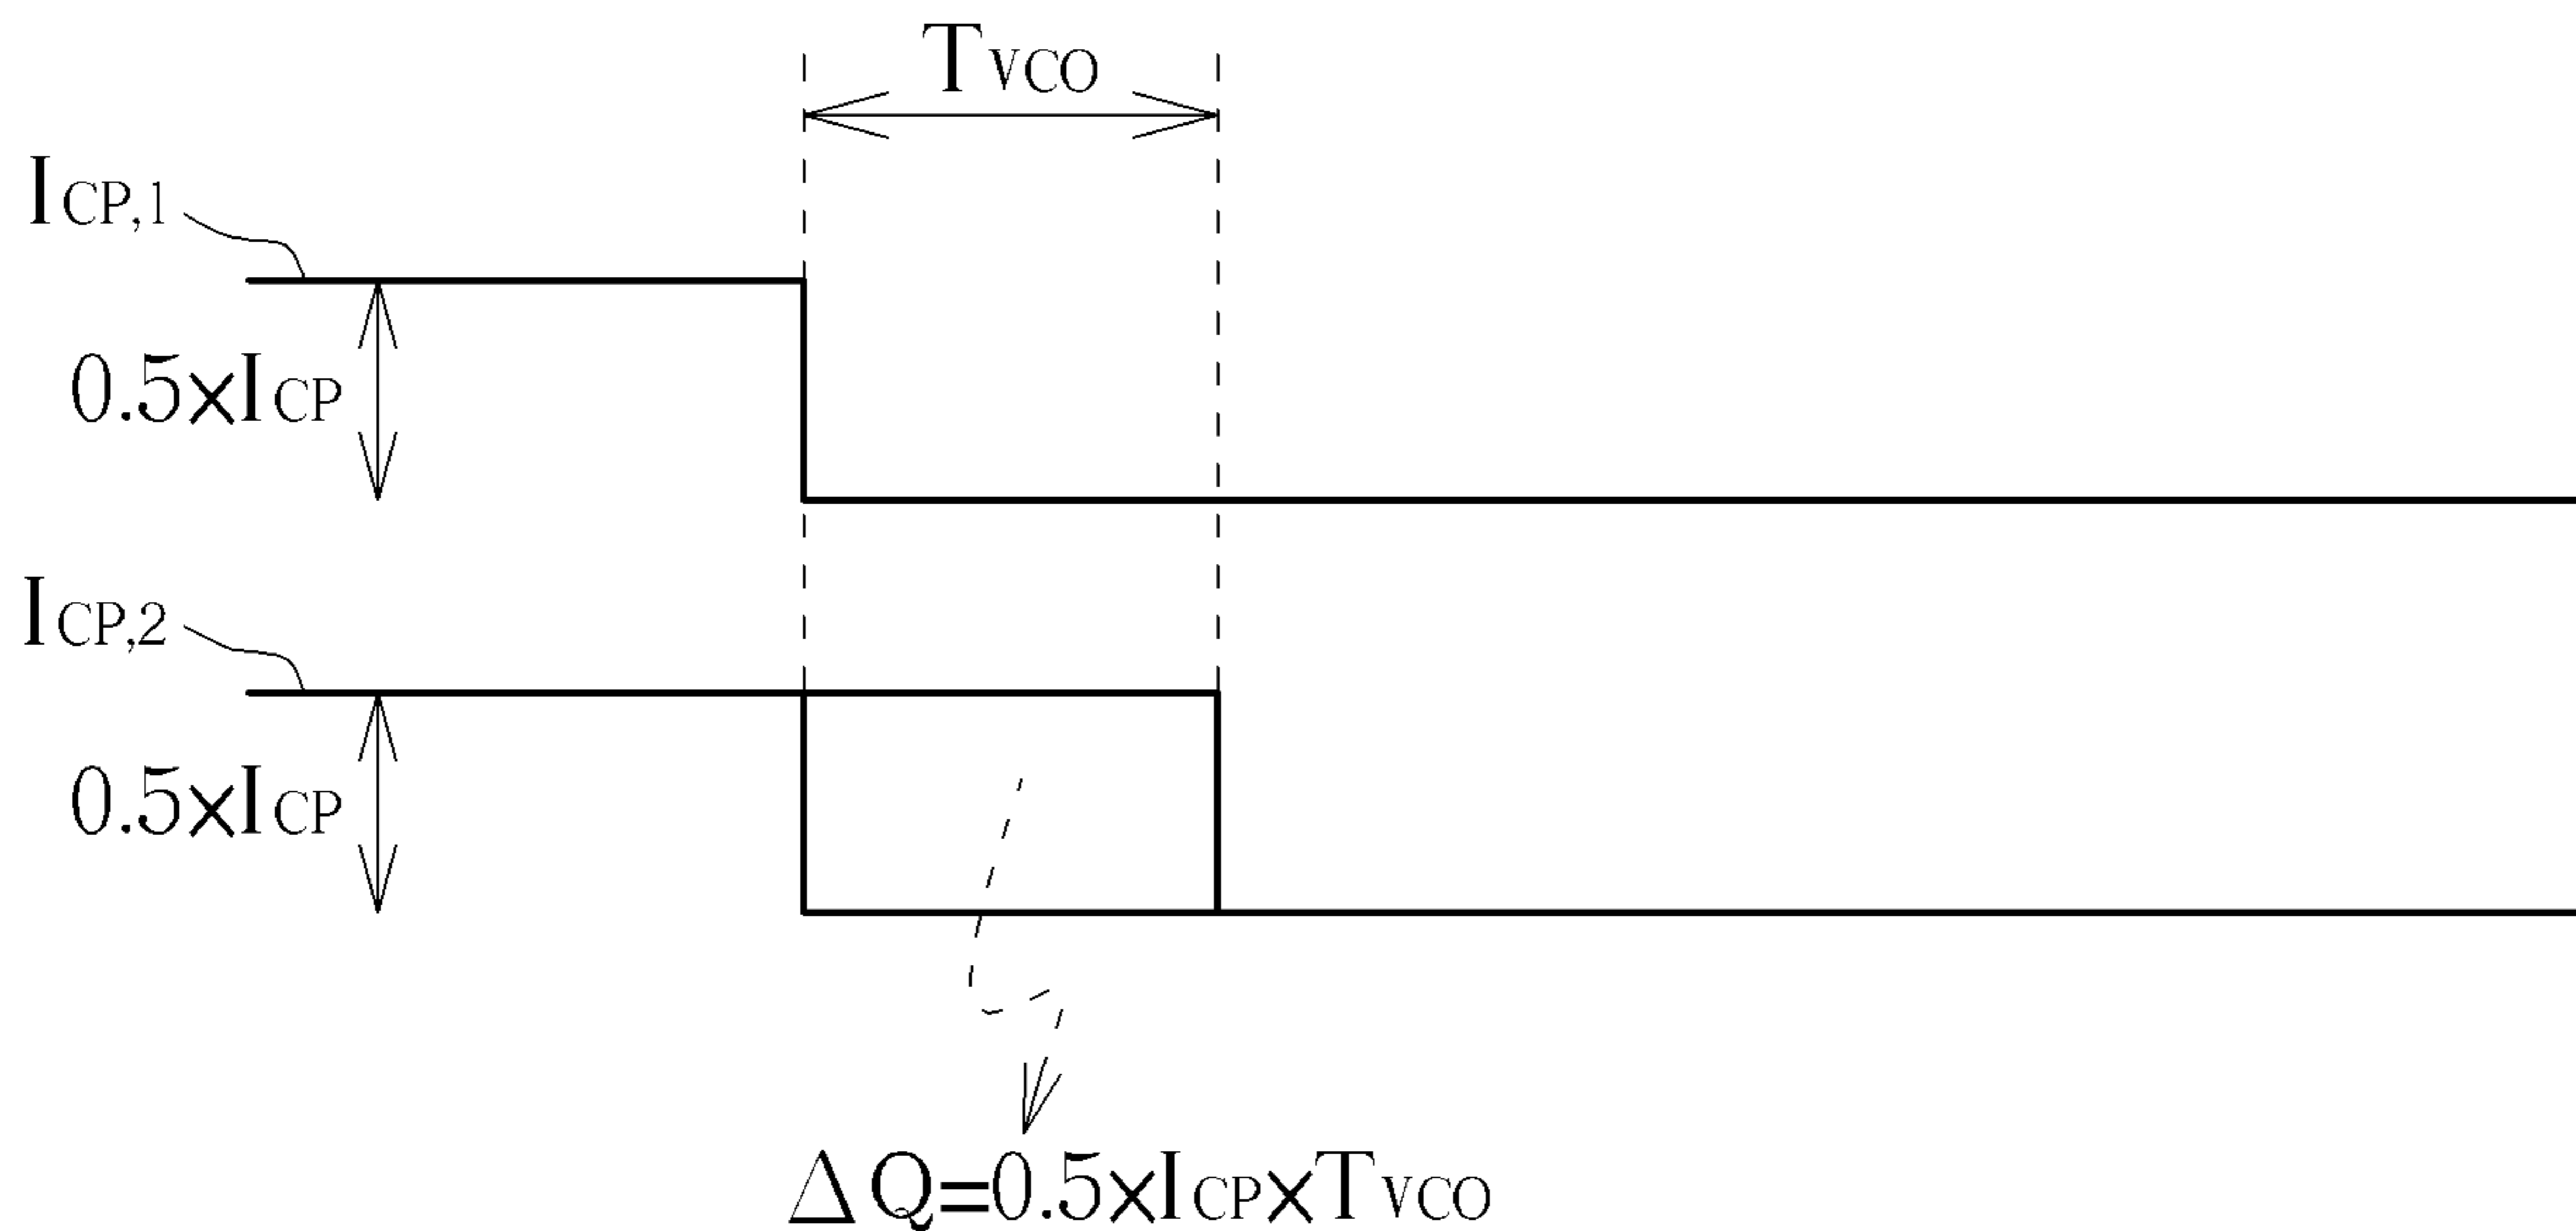 TVCO
ICP,1
0.5×ICP
ICP,2
0.5×ICP
ΔQ=0.5×ICP×TVCO